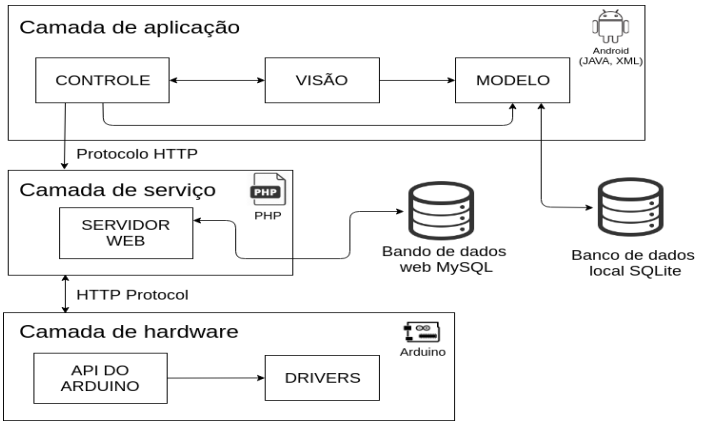 Camada de aplicação
Android
(JAVA, XML)
CONTROLE
VISÃO
MODELO
Protocolo HTTP
Camada de serviço
PHP
PHP
SERVIDOR
WEB
Bando de dados
web MySQL
Banco de dados
local SQLite
HTTP Protocol
Camada de hardware
Arduino
API DO
ARDUINO
DRIVERS